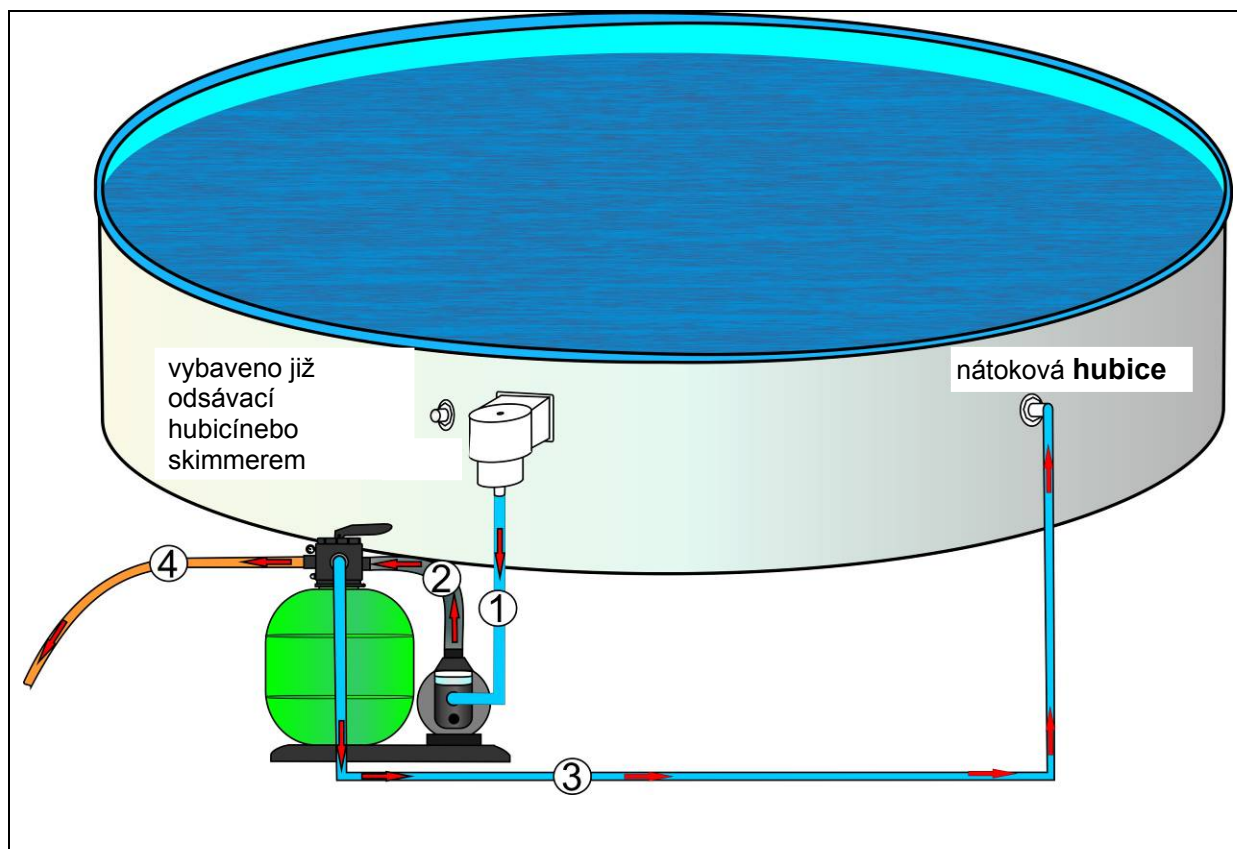 vybaveno již
odsávací
hubicínebo
skimmerem
nátoková hubice
4
2
1
3